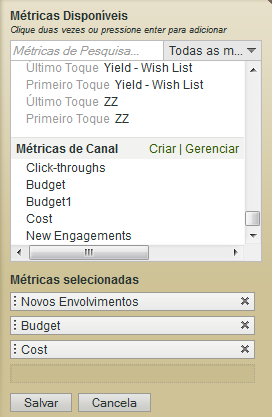 Métricas Disponíveis
Clique duas vezes ou pressione enter para adicionar
Métricas de Pesquisa... Todas as m...
Último Toque Yield - Wish List
Primeiro Toque Yield - Wish List
Último Toque ZZ
Primeiro Toque ZZ
Métricas de Canal Criar | Gerenciar
Click-throughs
Budget
Budget1
Cost
New Engagements
Métricas selecionadas
Novos Envolvimentos
Budget
Cost
Salvar Cancela